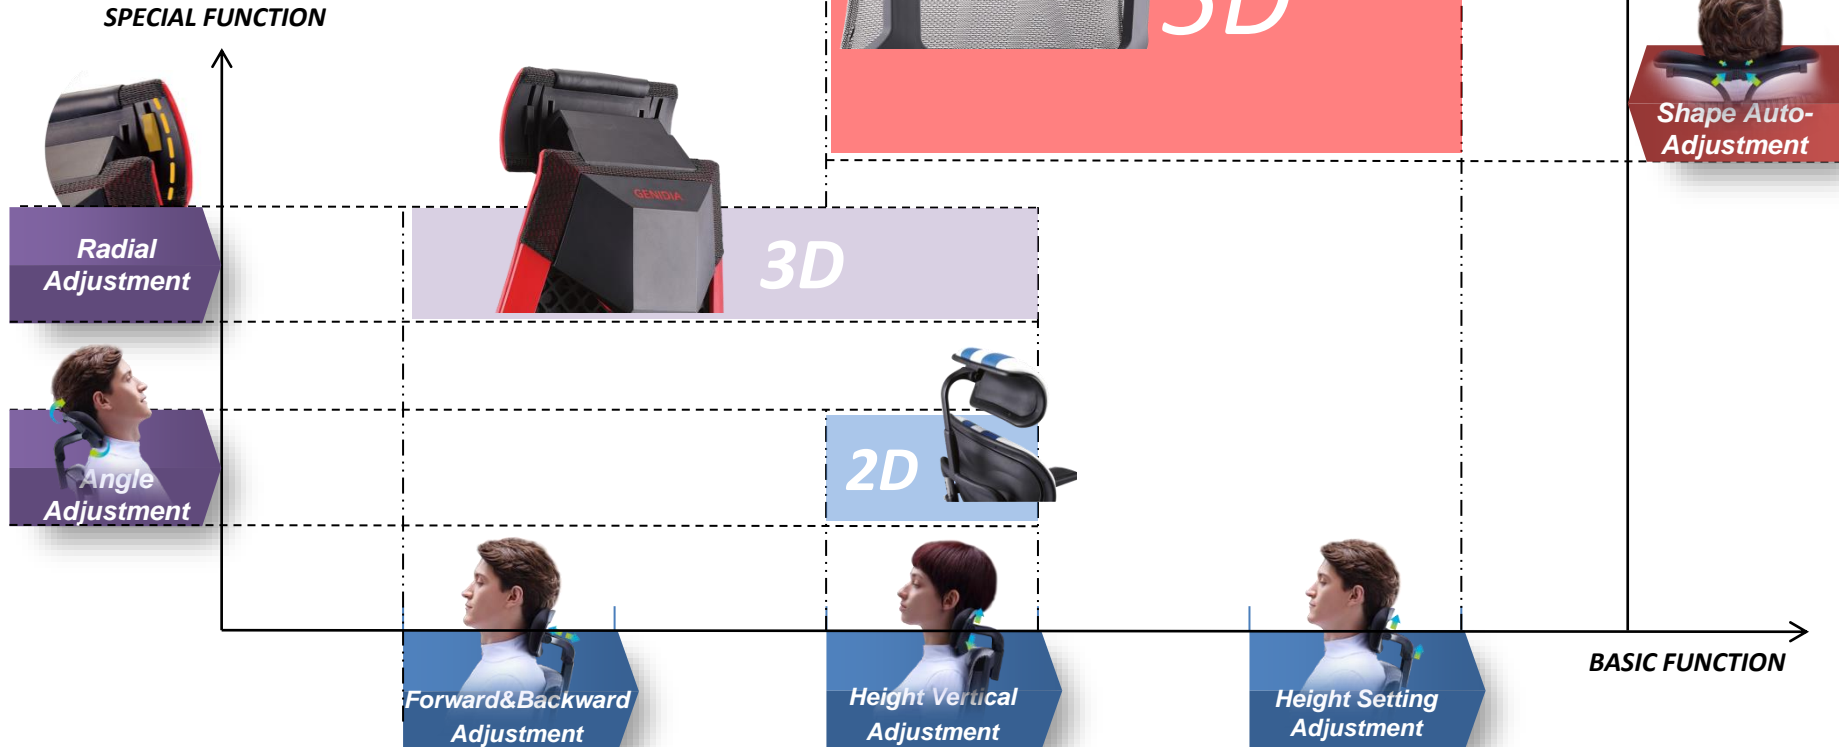 SPECIAL FUNCTION
Shape Auto-
Adjustment
GENIDIA
Radial
Adjustment
3D
2D
Angle
Adjustment
BASIC FUNCTION
Forward&Backward
Adjustment
Height Vertical
Adjustment
Height Setting
Adjustment